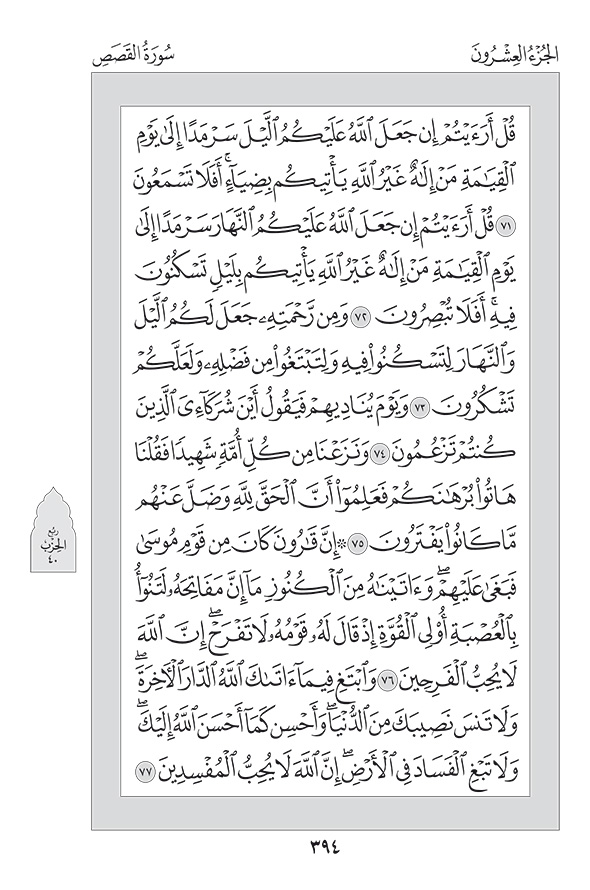 الجُزْءُ العِشْرُونَ
سُورَةُ القَصَصِ
قُلۡ أَرَءَيۡتُمۡ إِن جَعَلَ ٱللَّهُ عَلَيۡكُمُ ٱلَّيۡلَ سَرۡمَدًا إِلَىٰ يَوۡمِ
ٱلۡقِيَٰمَةِ مَنۡ إِلَٰهٌ غَيۡرُ ٱللَّهِ يَأۡتِيكُم بِضِيَآءٍۚ أَفَلَا تَسۡمَعُونَ
٧١ قُلۡ أَرَءَيۡتُمۡ إِن جَعَلَ ٱللَّهُ عَلَيۡكُمُ ٱلنَّهَارَ سَرۡمَدًا إِلَىٰ
يَوۡمِ ٱلۡقِيَٰمَةِ مَنۡ إِلَٰهٌ غَيۡرُ ٱللَّهِ يَأۡتِيكُم بِلَيۡلٖ تَسۡكُنُونَ
فِيهِۚ أَفَلَا تُبۡصِرُونَ ٧٢ وَمِن رَّحۡمَتِهِۦ جَعَلَ لَكُمُ ٱلَّيۡلَ
وَٱلنَّهَارَ لِتَسۡكُنُواْ فِيهِ وَلِتَبۡتَغُواْ مِن فَضۡلِهِۦ وَلَعَلَّكُمۡ
تَشۡكُرُونَ ٧٣ وَيَوۡمَ يُنَادِيهِمۡ فَيَقُولُ أَيۡنَ شُرَكَآءِيَ ٱلَّذِينَ
كُنتُمۡ تَزۡعُمُونَ ٧٤ وَنَزَعۡنَا مِن كُلِّ أُمَّةٖ شَهِيدٗا فَقُلۡنَا
هَاتُواْ بُرۡهَٰنَكُمۡ فَعَلِمُوٓاْ أَنَّ ٱلۡحَقَّ لِلَّهِ وَضَلَّ عَنۡهُم
مَّا كَانُواْ يَفۡتَرُونَ ٧٥ ۞ إِنَّ قَٰرُونَ كَانَ مِن قَوۡمِ مُوسَىٰ
فَبَغَىٰ عَلَيۡهِمۡۖ وَءَاتَيۡنَٰهُ مِنَ ٱلۡكُنُوزِ مَآ إِنَّ مَفَاتِحَهُۥ لَتَنُوٓأُ
بِٱلۡعُصۡبَةِ أُوْلِي ٱلۡقُوَّةِ إِذۡ قَالَ لَهُۥ قَوۡمُهُۥ لَا تَفۡرَحۡۖ إِنَّ ٱللَّهَ
لَا يُحِبُّ ٱلۡفَرِحِينَ ٧٦ وَٱبۡتَغِ فِيمَآ ءَاتَىٰكَ ٱللَّهُ ٱلدَّارَ ٱلۡأٓخِرَةَۖ
وَلَا تَنسَ نَصِيبَكَ مِنَ ٱلدُّنۡيَاۖ وَأَحۡسِن كَمَآ أَحۡسَنَ ٱللَّهُ إِلَيۡكَۖ
وَلَا تَبۡغِ ٱلۡفَسَادَ فِي ٱلۡأَرۡضِۖ إِنَّ ٱللَّهَ لَا يُحِبُّ ٱلۡمُفۡسِدِينَ ٧٧
رُبْعُ
الحِزْبِ
٤٠
٣٩٤